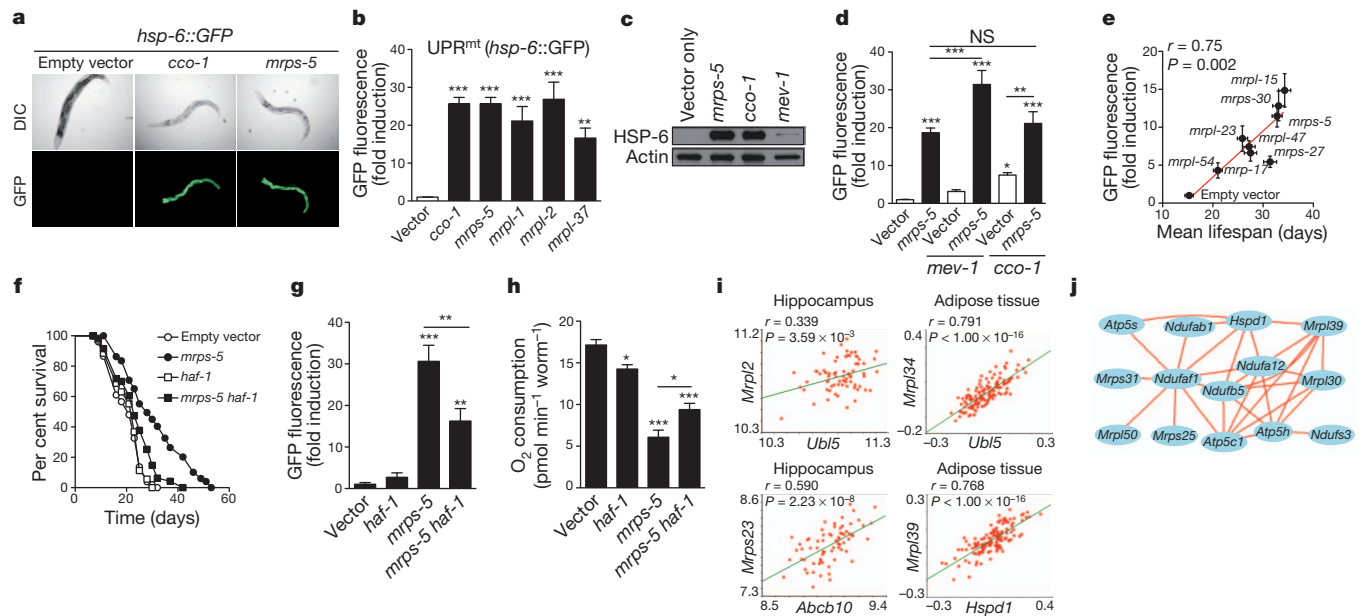 a
hsp-6::GFP
Empty vector cco-1 mrps-5
DIC
GFP
b
UPRmt (hsp-6::GFP)
GFP fluorescence
(fold induction)
40
30
20
10
0
***
***
***
***
**
Vector
cco-1
mrps-5
mrpl-1
mrpl-2
mrpl-37
c
Vector only
mrps-5
cco-1
mev-1
HSP-6
Actin
d
NS
GFP fluorescence
(fold induction)
40
30
20
10
0
***
***
***
**
***
*
Vector
mrps-5
Vector
mrps-5
Vector
mrps-5
mev-1 cco-1
e
r = 0.75
P = 0.002
GFP fluorescence
(fold induction)
20
15
10
5
0
mrpl-15
mrps-30
mrps-5
mrpl-23
mrpl-47
mrps-27
mrpl-54
mrp-17
Empty vector
10 20 30 40
Mean lifespan (days)
f
Per cent survival
100
80
60
40
20
0
0 20 40 60
Time (days)
Empty vector
mrps-5
haf-1
mrps-5 haf-1
g
GFP fluorescence
(fold induction)
40
30
20
10
0
**
***
**
Vector
haf-1
mrps-5
mrps-5 haf-1
h
O2 consumption
(pmol min−1 worm−1)
20
15
10
5
0
*
*
***
***
Vector
haf-1
mrps-5
mrps-5 haf-1
i
Hippocampus
r = 0.339
P = 3.59 × 10−3
11.2
Mrpl2
10.3
10.3 11.3
Ubl5
Adipose tissue
r = 0.791
P < 1.00 × 10−16
0.4
Mrpl34
−0.2
−0.3 0.3
Ubl5
Hippocampus
r = 0.590
P = 2.23 × 10−8
8.6
Mrps23
7.3
8.5 9.4
Abcb10
Adipose tissue
r = 0.768
P < 1.00 × 10−16
0.3
Mrpl39
−0.3
−0.3 0.4
Hspd1
j
Atp5s
Ndufab1
Hspd1
Mrpl39
Ndufa12
Mrps31
Ndufaf1
Ndufb5
Mrpl30
Mrpl50
Mrps25
Atp5c1
Atp5h
Ndufs3